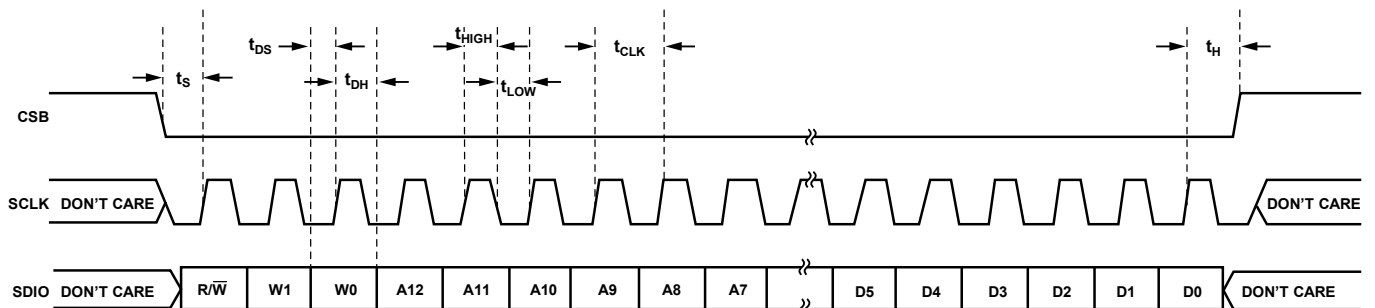 tDS
tHIGH
tCLK
tH
tS
tDH
tLOW
CSB
SCLK DON'T CARE DON'T CARE
SDIO DON'T CARE R/W̅ W1 W0 A12 A11 A10 A9 A8 A7 D5 D4 D3 D2 D1 D0 DON'T CARE